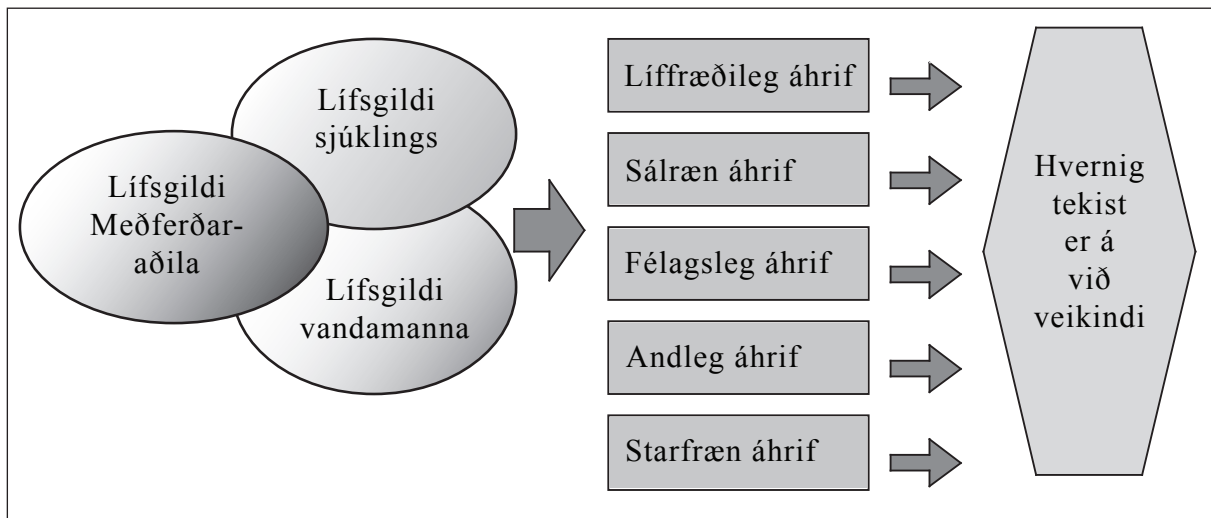 Lífsgildi
sjúklings
Lífsgildi
Meðferðar-
aðila
Lífsgildi
vandamanna
Líffræðileg áhrif
Sálræn áhrif
Félagsleg áhrif
Andleg áhrif
Starfræn áhrif
Hvernig
tekist
er á
við
veikindi